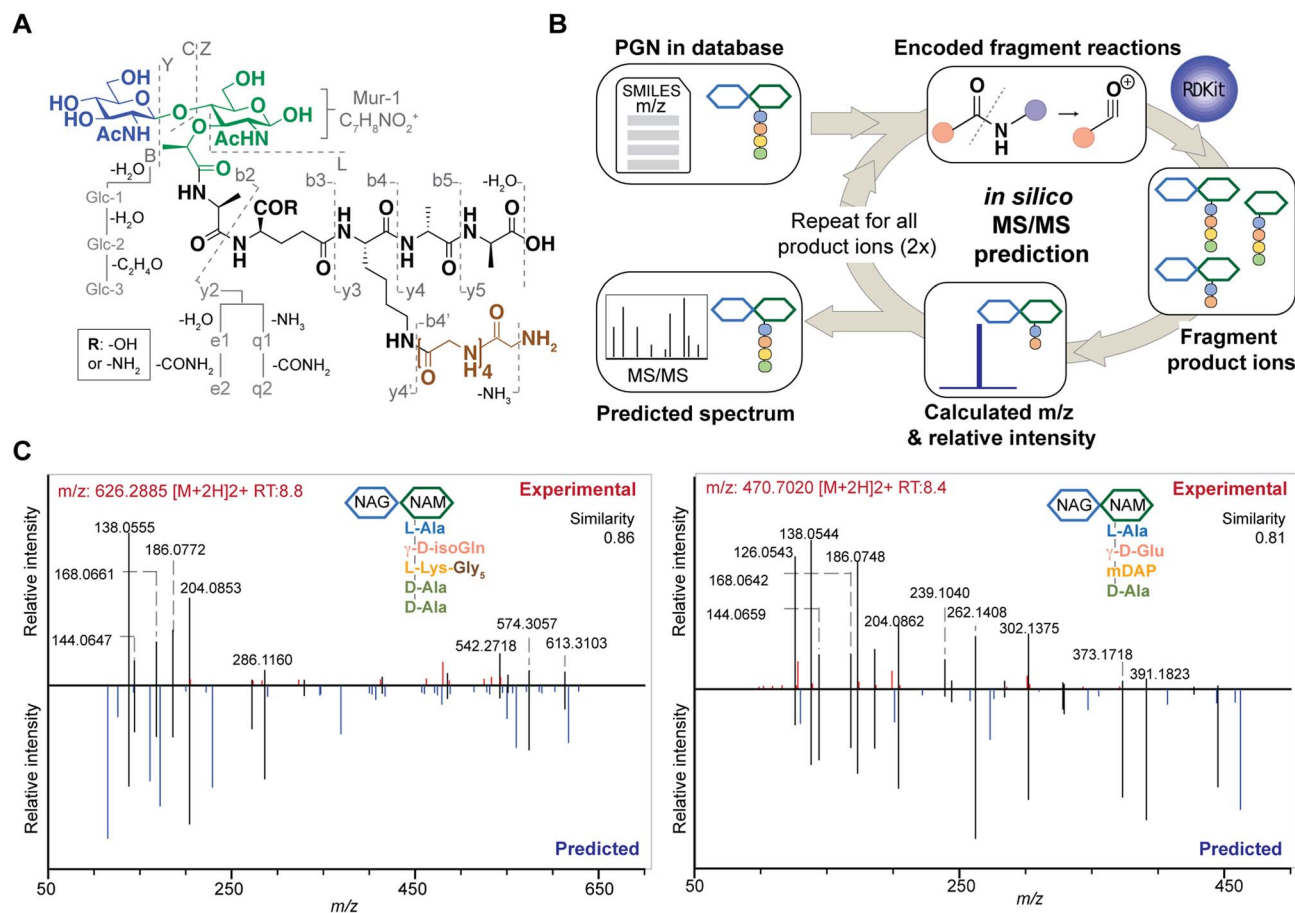 A
Y
C
Z
OH
OH
HO
HO
O
O
O
OH
AcNH
AcHN
O
Mur-1
C7H8NO2+
B
L
-H2O
Glc-1
-H2O
Glc-2
-C2H4O
Glc-3
O
HN
b2
COR
b3
b4
b5
-H2O
O
N
H
O
H
N
O
N
H
O
H
N
O
OH
y2
y3
y4
y5
-H2O
-NH3
e1
q1
-CONH2
-CONH2
e2
q2
R: -OH
or -NH2
HN
-b4'
O
N
H
4
O
NH2
y4'
-NH3
B
PGN in database
SMILES
m/z
Encoded fragment reactions
O
N
H
O
+
RDKit
in silico
MS/MS
prediction
Repeat for all
product ions (2x)
Fragment
product ions
MS/MS
Predicted spectrum
Calculated m/z
& relative intensity
C
m/z: 626.2885 [M+2H]2+ RT:8.8
Experimental
Similarity
0.86
NAG
NAM
L-Ala
γ-D-isoGln
L-Lys-Gly5
D-Ala
D-Ala
138.0555
186.0772
168.0661
204.0853
144.0647
286.1160
542.2718
574.3057
613.3103
Relative intensity
Relative intensity
Predicted
50
250
450
650
m/z
m/z: 470.7020 [M+2H]2+ RT:8.4
Experimental
Similarity
0.81
NAG
NAM
L-Ala
γ-D-Glu
mDAP
D-Ala
138.0544
126.0543
186.0748
168.0642
144.0659
204.0862
239.1040
262.1408
302.1375
373.1718
391.1823
Relative intensity
Relative intensity
Predicted
50
250
450
m/z